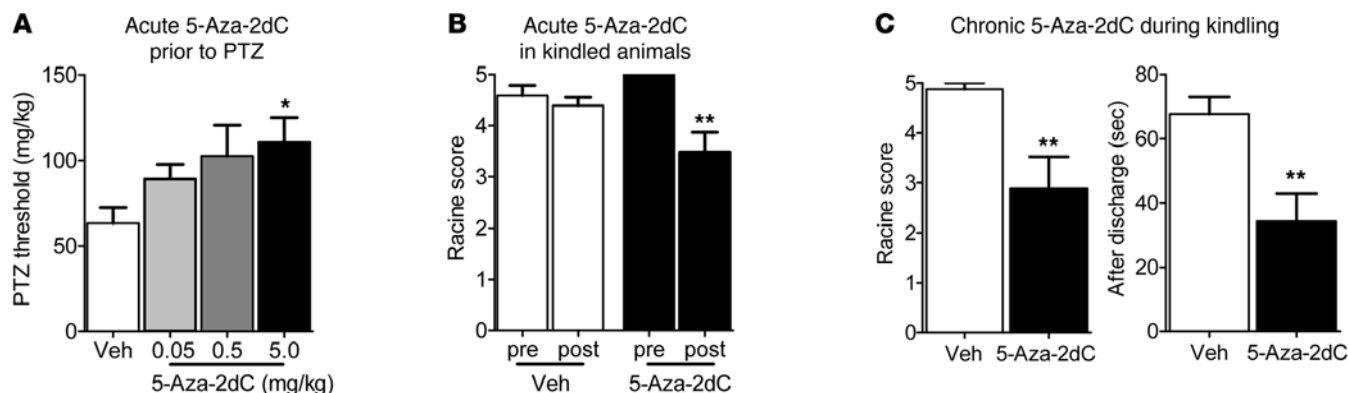 A
Acute 5-Aza-2dC
prior to PTZ
PTZ threshold (mg/kg)
150
100
50
0
*
Veh
0.05
0.5
5.0
5-Aza-2dC (mg/kg)
B
Acute 5-Aza-2dC
in kindled animals
Racine score
5
4
3
2
1
0
**
pre
post
pre
post
Veh
5-Aza-2dC
C
Chronic 5-Aza-2dC during kindling
Racine score
5
4
3
2
1
0
**
Veh
5-Aza-2dC
After discharge (sec)
80
60
40
20
0
**
Veh
5-Aza-2dC